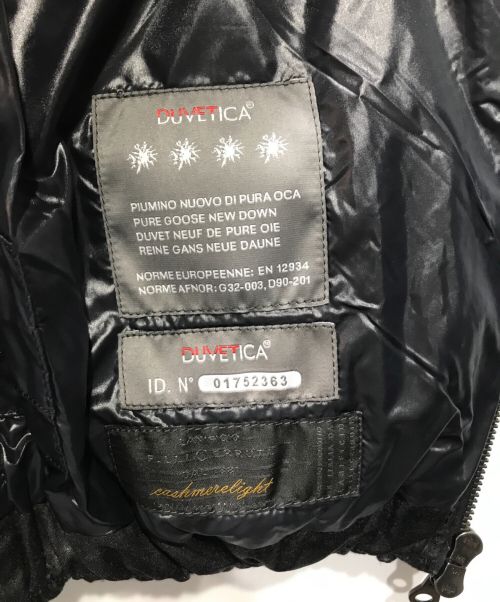 DUVETICA®
PIUMINO NUOVO DI PURA OCA
PURE GOOSE NEW DOWN
DUVET NEUF DE PURE OIE
REINE GANS NEUE DAUNE
NORME EUROPEENNE: EN 12934
NORME AFNOR: G32-003, D90-201
DUVETICA®
ID. N° 01752363
cashmerelight